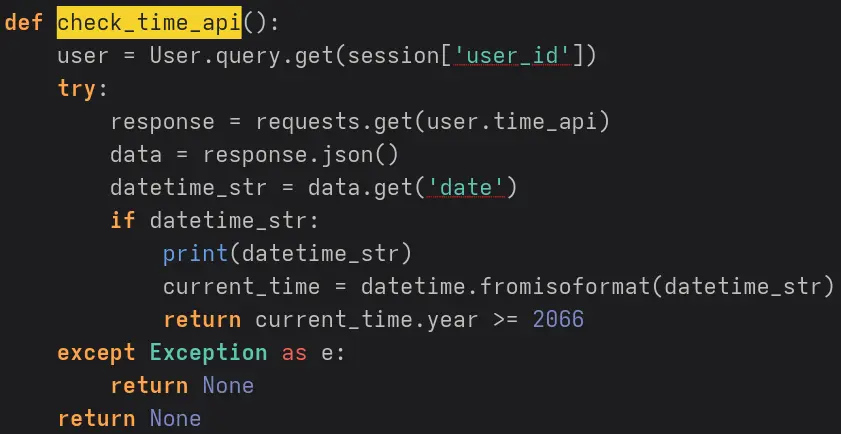 def check_time_api():
    user = User.query.get(session['user_id'])
    try:
        response = requests.get(user.time_api)
        data = response.json()
        datetime_str = data.get('date')
        if datetime_str:
            print(datetime_str)
            current_time = datetime.fromisoformat(datetime_str)
            return current_time.year >= 2066
    except Exception as e:
        return None
    return None